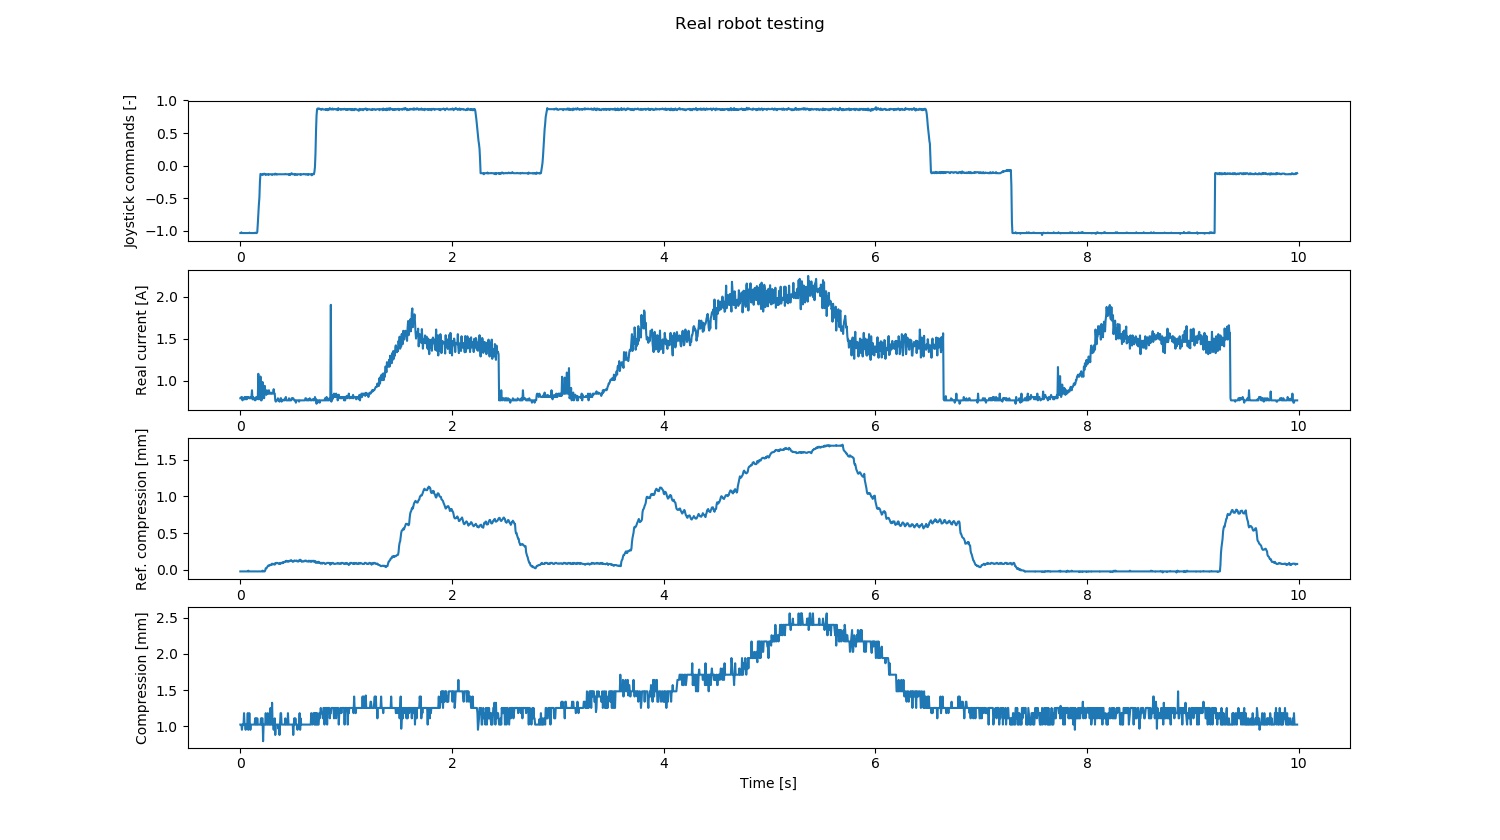 Real robot testing
Joystick commands [-]
1.0
0.5
0.0
−0.5
−1.0
0 2 4 6 8 10
Real current [A]
2.0
1.5
1.0
0 2 4 6 8 10
Ref. compression [mm]
1.5
1.0
0.5
0.0
0 2 4 6 8 10
Compression [mm]
2.5
2.0
1.5
1.0
0 2 4 6 8 10
Time [s]